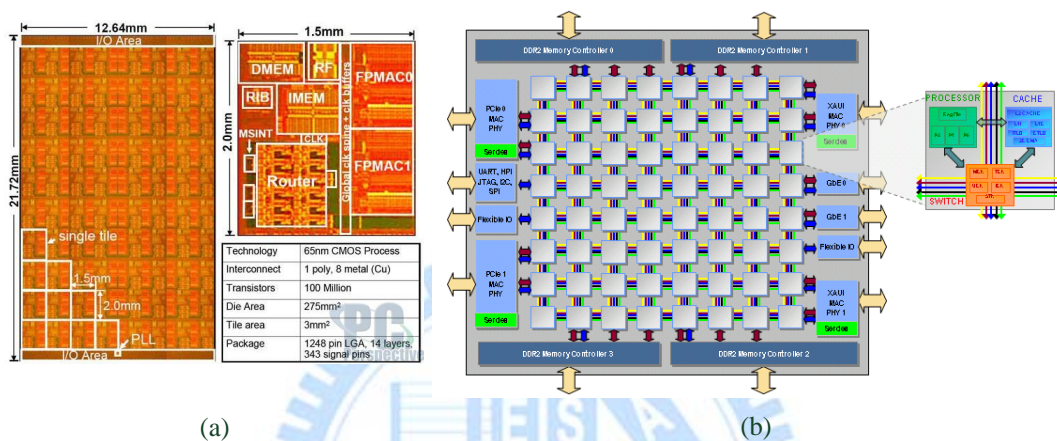 12.64mm
I/O Area
21.72mm
single tile
1.5mm
2.0mm
PLL
I/O Area
1.5mm
2.0mm
DMEM
RF
RIB
IMEM
MSINT
CLK
Router
Global clk spine + clk buffers
FPMAC0
FPMAC1
Technology 65nm CMOS Process
Interconnect 1 poly, 8 metal (Cu)
Transistors 100 Million
Die Area 275mm²
Tile area 3mm²
Package 1248 pin LGA, 14 layers,
343 signal pins
PC
Perspective
(a)
DDR2 Memory Controller 0
DDR2 Memory Controller 1
PCIe 0
MAC
PHY
Serdes
UART, HPI
JTAG, I2C,
SPI
Flexible IO
PCIe 1
MAC
PHY
Serdes
XAUI
MAC
PHY 0
Serdes
GbE 0
GbE 1
Flexible IO
XAUI
MAC
PHY 1
Serdes
DDR2 Memory Controller 3
DDR2 Memory Controller 2
PROCESSOR
CACHE
SWITCH
(b)